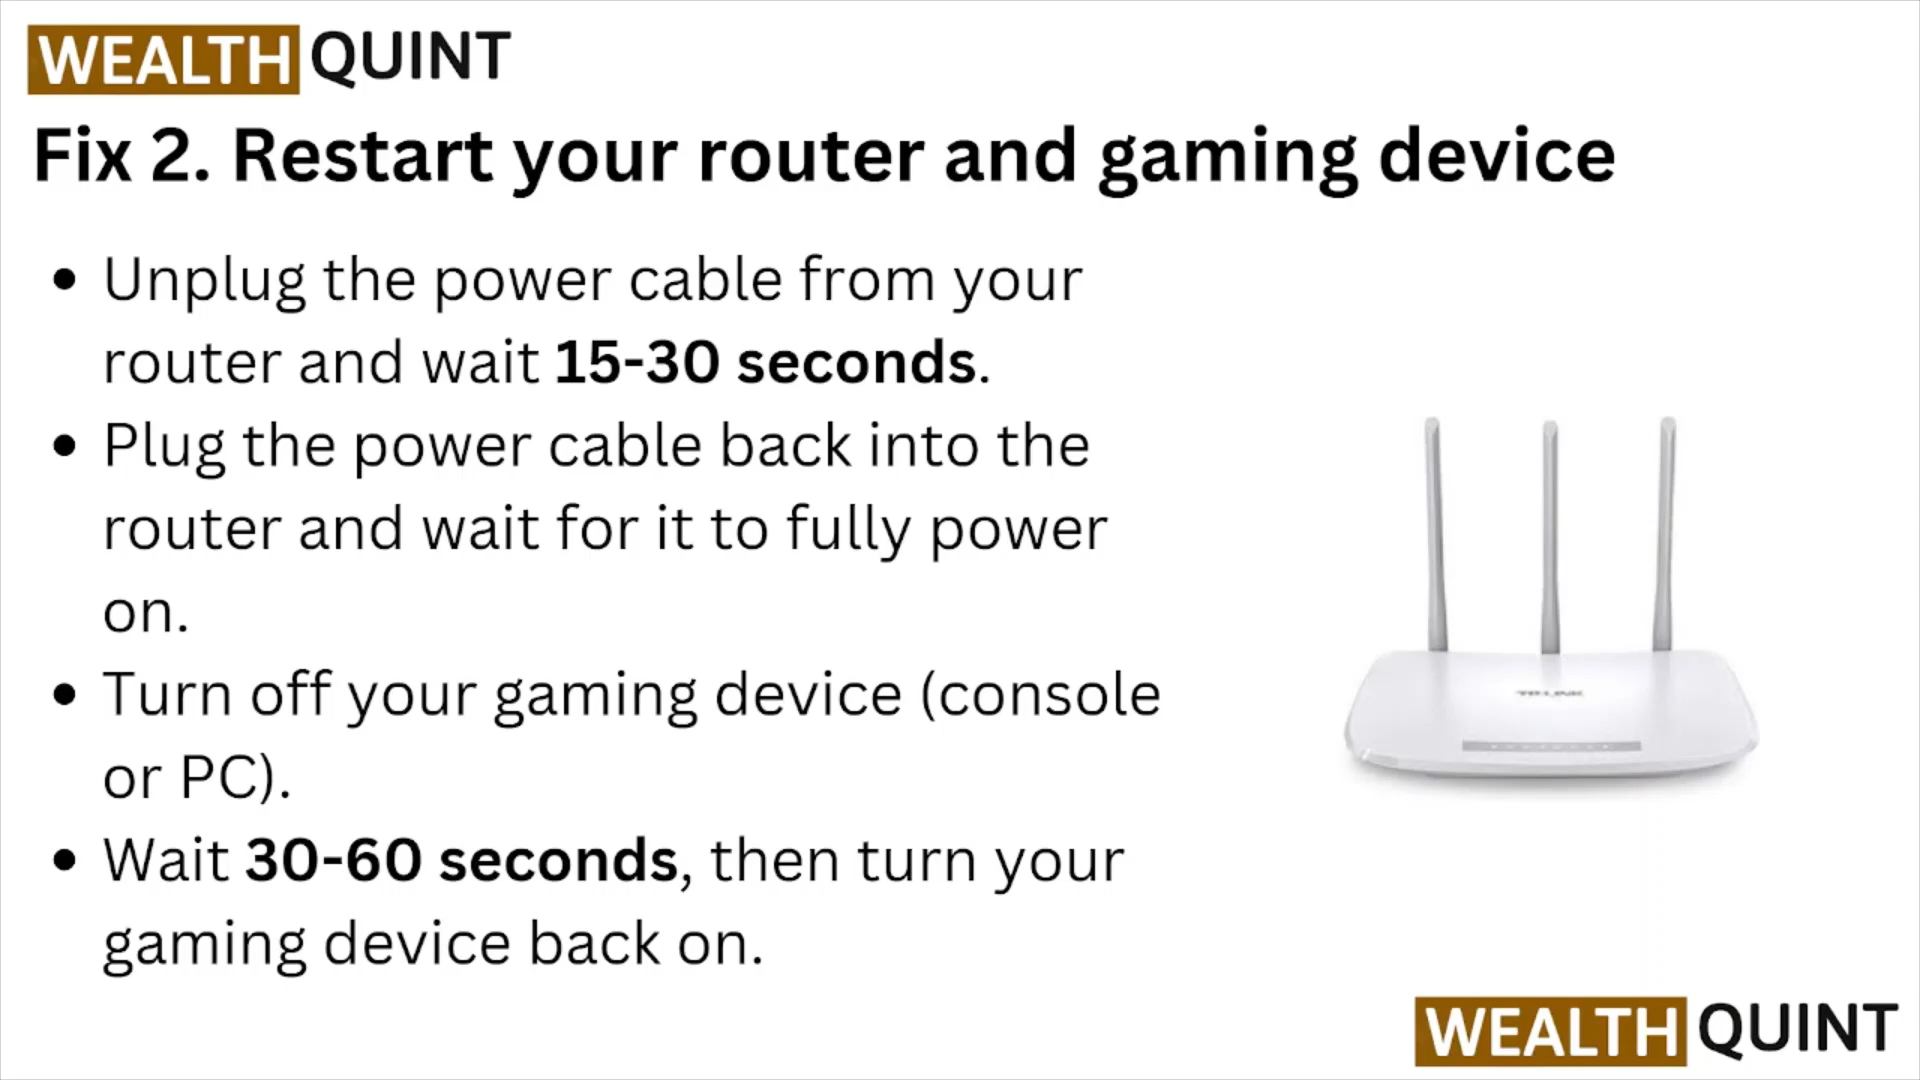 WEALTH QUINT
Fix 2. Restart your router and gaming device
• Unplug the power cable from your
router and wait 15-30 seconds.
• Plug the power cable back into the
router and wait for it to fully power
on.
• Turn off your gaming device (console
or PC).
• Wait 30-60 seconds, then turn your
gaming device back on.
TP-LINK
WEALTH QUINT